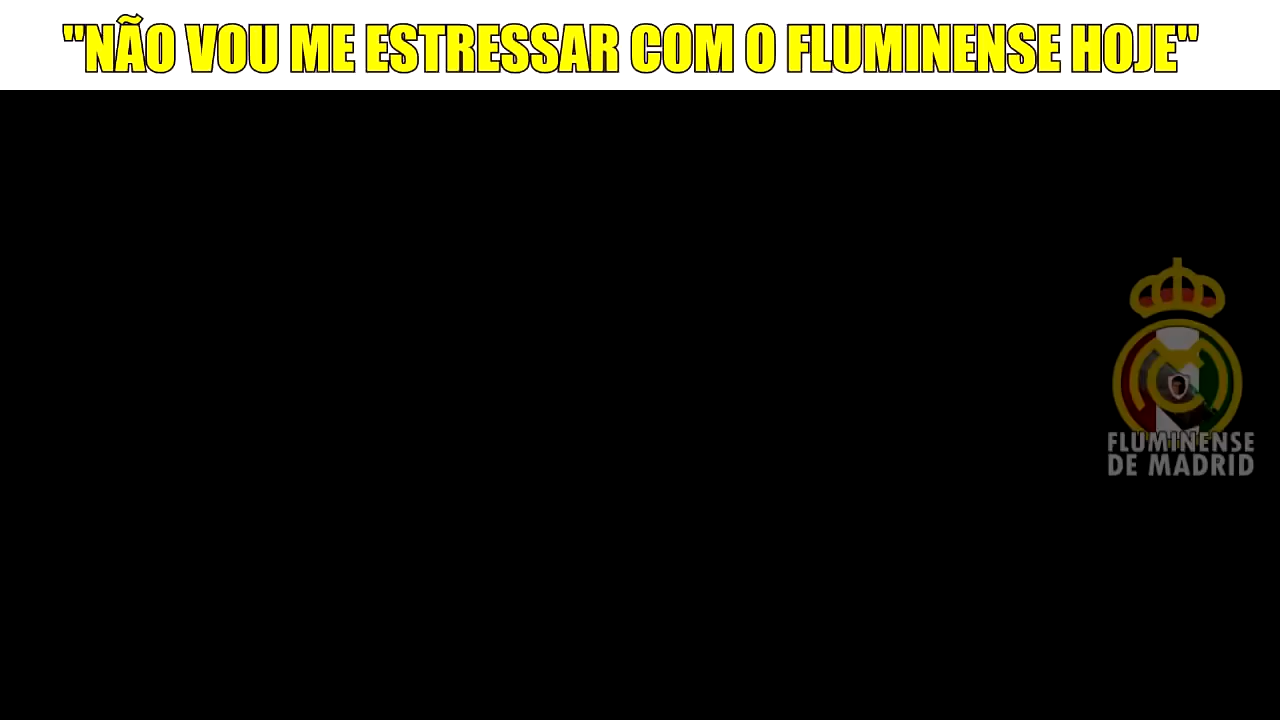 "NÃO VOU ME ESTRESSAR COM O FLUMINENSE HOJE"
FLUMINENSE
DE MADRID